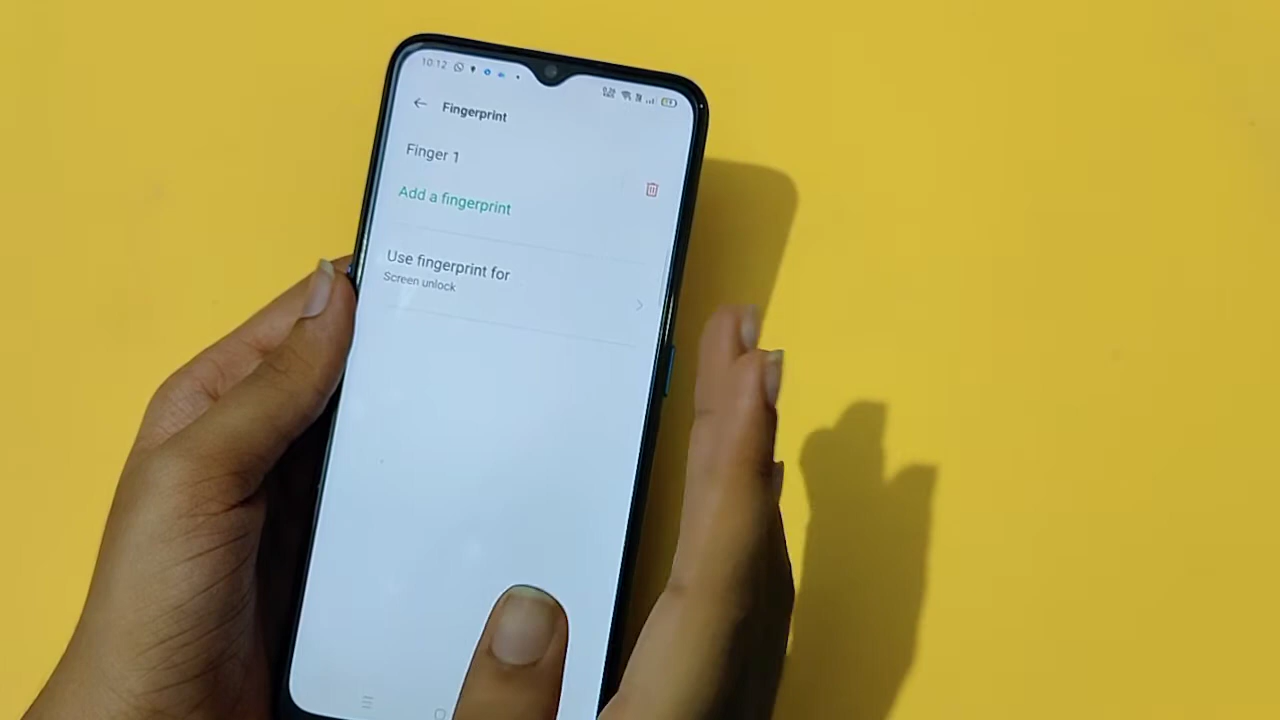 10:12
Fingerprint
Finger 1
Add a fingerprint
Use fingerprint for
Screen unlock